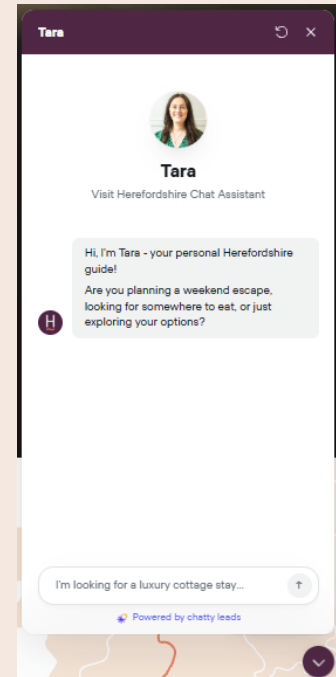 Tara
Tara
Visit Herefordshire Chat Assistant
Hi, I'm Tara - your personal Herefordshire
guide!
Are you planning a weekend escape,
looking for somewhere to eat, or just
exploring your options?
H
I'm looking for a luxury cottage stay...
Powered by chatty leads